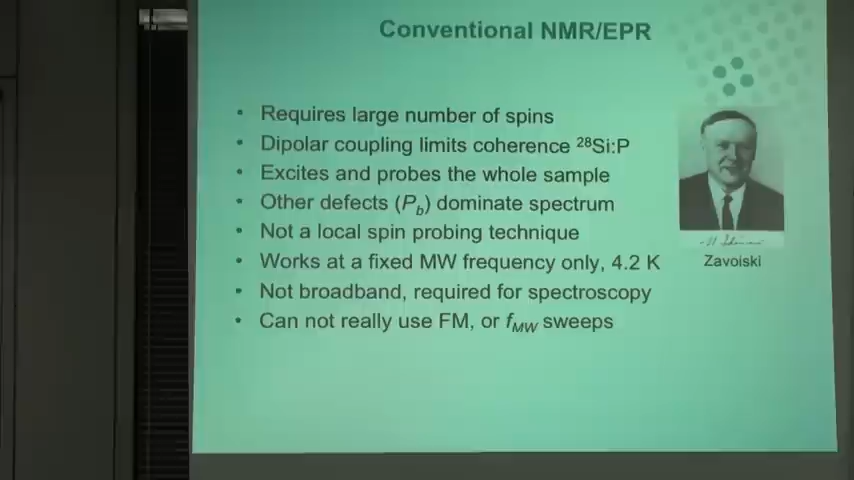 Conventional NMR/EPR
• Requires large number of spins
• Dipolar coupling limits coherence ²⁸Si:P
• Excites and probes the whole sample
• Other defects (P_b) dominate spectrum
• Not a local spin probing technique
• Works at a fixed MW frequency only, 4.2 K
• Not broadband, required for spectroscopy
• Can not really use FM, or f_MW sweeps
Zavoiski